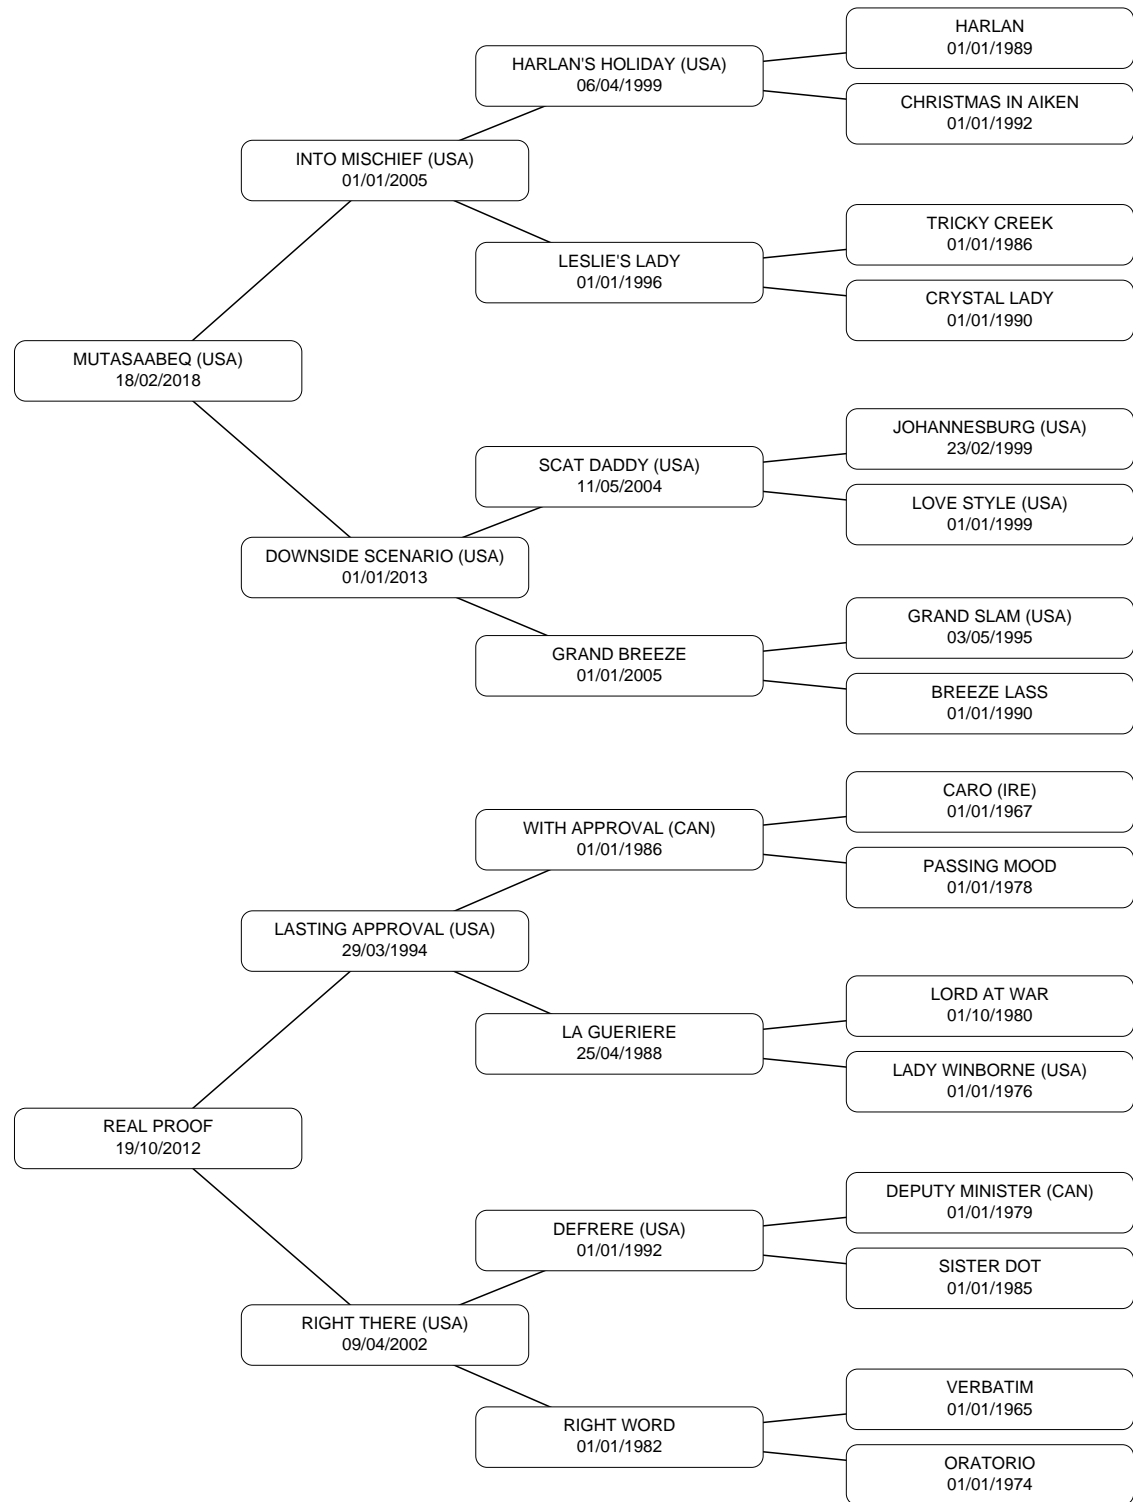 HARLAN
01/01/1989
HARLAN'S HOLIDAY (USA)
06/04/1999
CHRISTMAS IN AIKEN
01/01/1992
INTO MISCHIEF (USA)
01/01/2005
TRICKY CREEK
01/01/1986
LESLIE'S LADY
01/01/1996
CRYSTAL LADY
01/01/1990
MUTASAABEQ (USA)
18/02/2018
JOHANNESBURG (USA)
23/02/1999
SCAT DADDY (USA)
11/05/2004
LOVE STYLE (USA)
01/01/1999
DOWNSIDE SCENARIO (USA)
01/01/2013
GRAND SLAM (USA)
03/05/1995
GRAND BREEZE
01/01/2005
BREEZE LASS
01/01/1990
CARO (IRE)
01/01/1967
WITH APPROVAL (CAN)
01/01/1986
PASSING MOOD
01/01/1978
LASTING APPROVAL (USA)
29/03/1994
LORD AT WAR
01/10/1980
LA GUERIERE
25/04/1988
LADY WINBORNE (USA)
01/01/1976
REAL PROOF
19/10/2012
DEPUTY MINISTER (CAN)
01/01/1979
DEFRERE (USA)
01/01/1992
SISTER DOT
01/01/1985
RIGHT THERE (USA)
09/04/2002
VERBATIM
01/01/1965
RIGHT WORD
01/01/1982
ORATORIO
01/01/1974